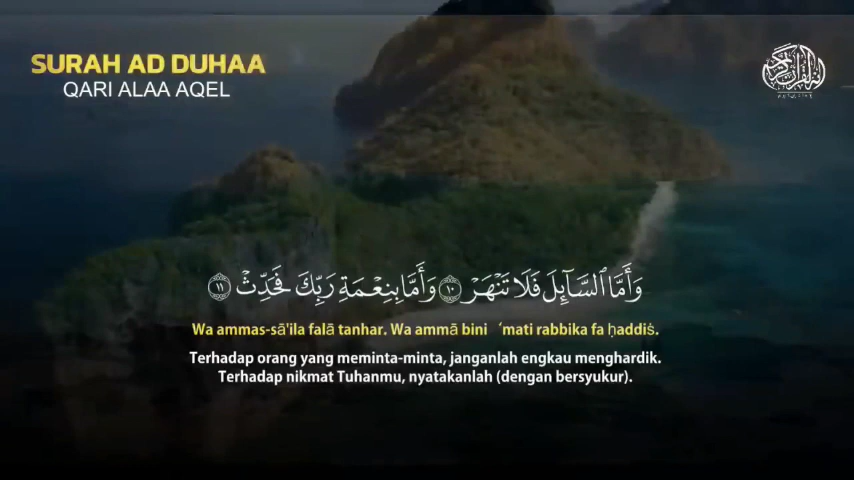 SURAH AD DUHAA
QARI ALAA AQEL
وَأَمَّا ٱلسَّآئِلَ فَلَا تَنْهَرْ ١٠ وَأَمَّا بِنِعْمَةِ رَبِّكَ فَحَدِّثْ ١١
Wa ammas-sā'ila falā tanhar. Wa ammā bini ‘mati rabbika fa ḥaddiṡ.
Terhadap orang yang meminta-minta, janganlah engkau menghardik.
Terhadap nikmat Tuhanmu, nyatakanlah (dengan bersyukur).